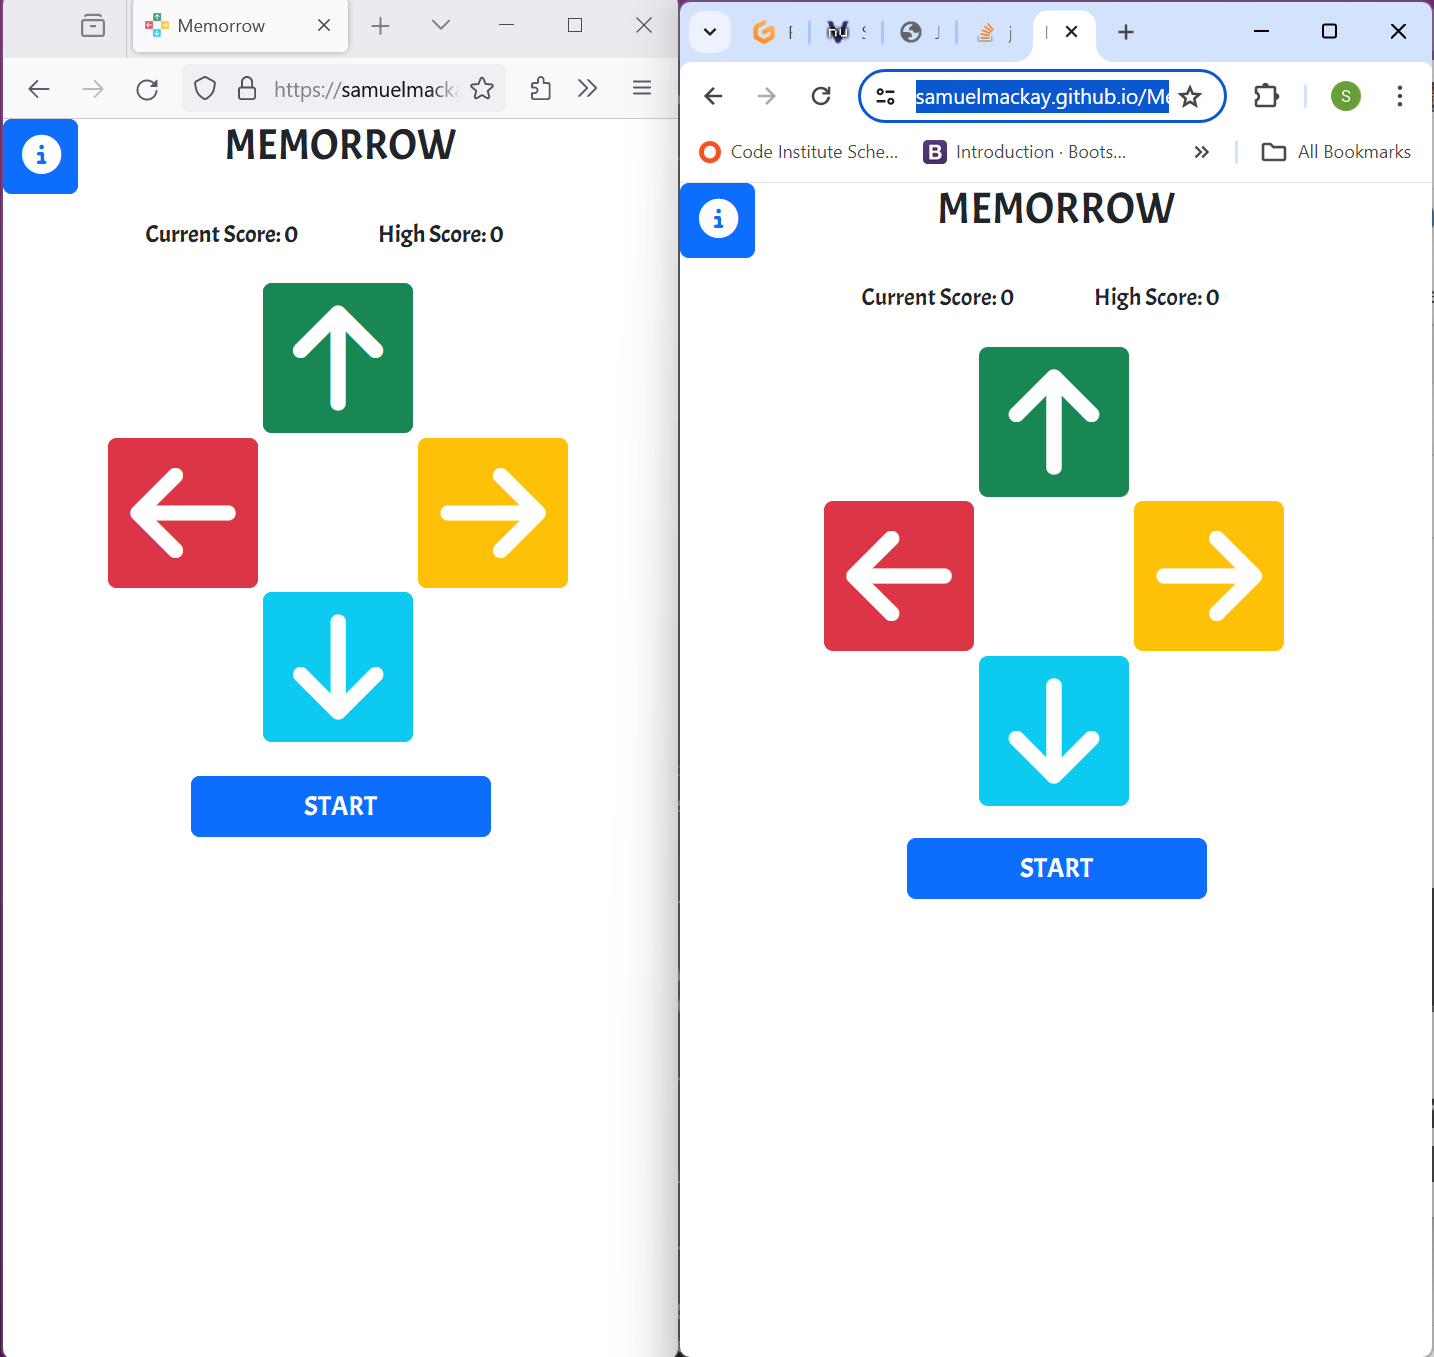 Memorrow
https://samuelmacka
MEMORROW
Current Score: 0 High Score: 0
START
samuelmackay.github.io/Me
S
Code Institute Sche...
B Introduction · Boots...
All Bookmarks
MEMORROW
Current Score: 0 High Score: 0
START